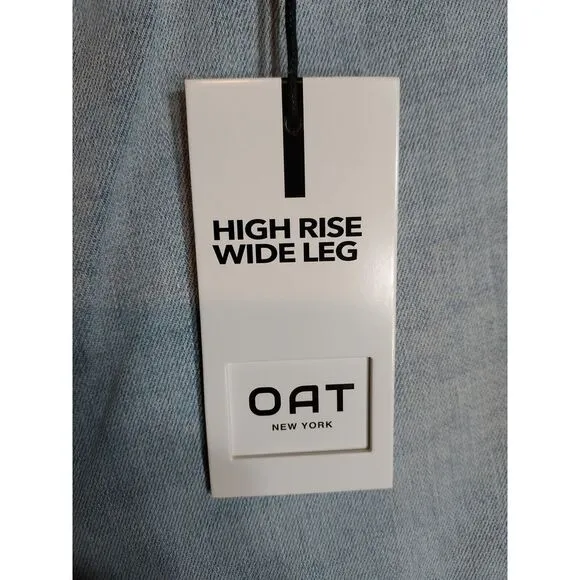 HIGH RISE
WIDE LEG
OAT
NEW YORK